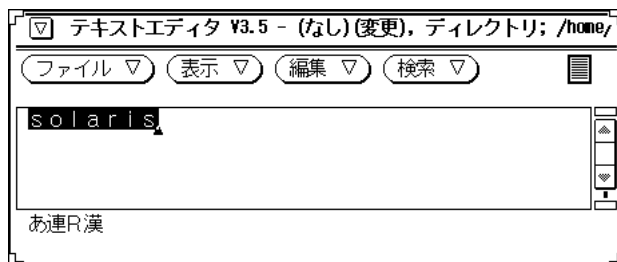 テキストエディタ V3.5 - (なし)(変更), ディレクトリ; /home/
ファイル ▽ 表示 ▽ 編集 ▽ 検索 ▽
ｓｏｌａｒｉｓ
あ連R漢